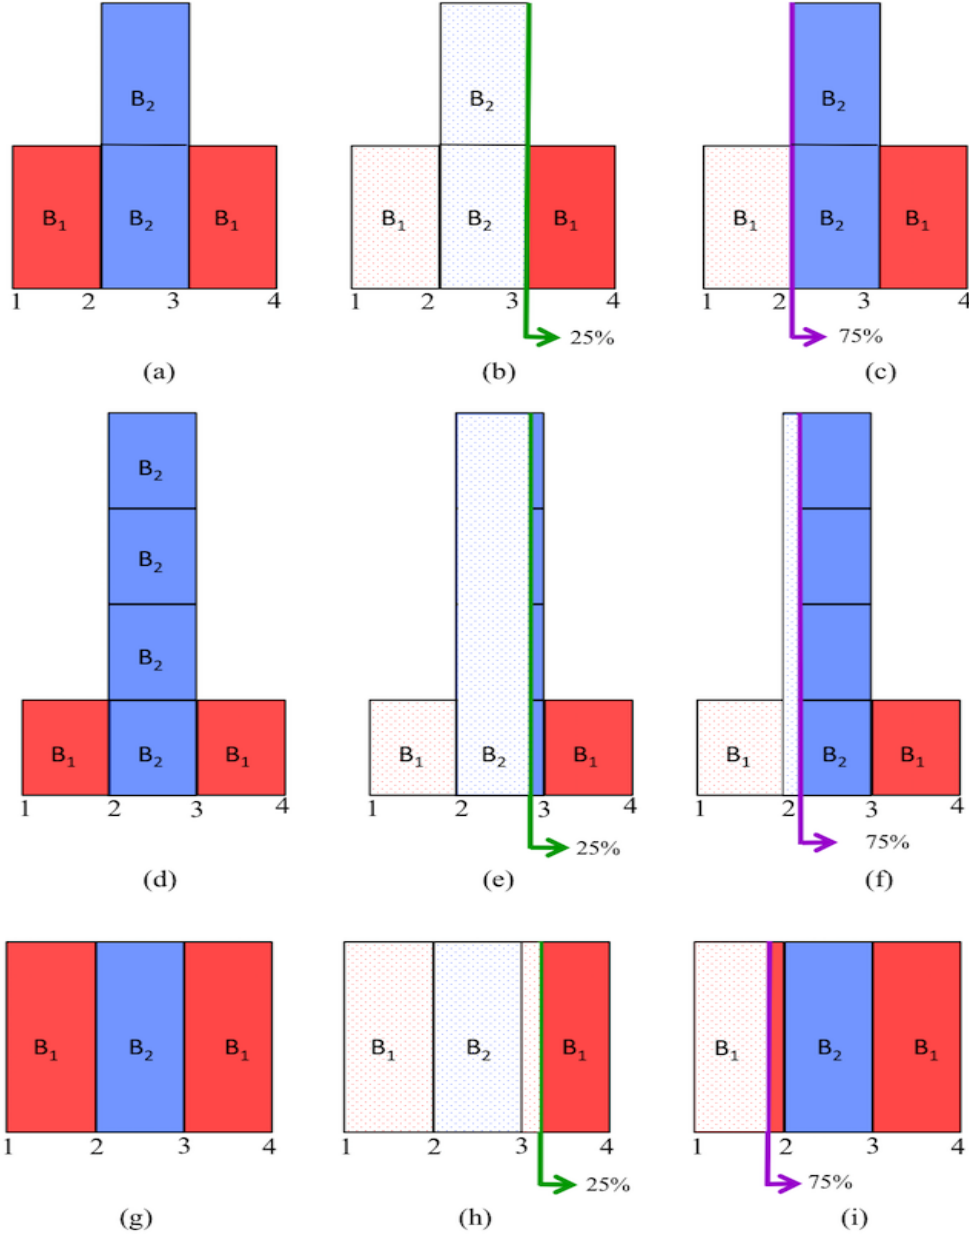 B₂ B₂ B₂
B₁ B₂ B₁ B₁ B₂ B₁ B₁ B₂ B₁
1 2 3 4 1 2 3 4 1 2 3 4
25% 75%
(a) (b) (c)
B₂
B₂
B₂
B₁ B₂ B₁ B₁ B₂ B₁ B₁ B₂ B₁
1 2 3 4 1 2 3 4 1 2 3 4
25% 75%
(d) (e) (f)
B₁ B₂ B₁ B₁ B₂ B₁ B₁ B₂ B₁
1 2 3 4 1 2 3 4 1 2 3 4
25% 75%
(g) (h) (i)